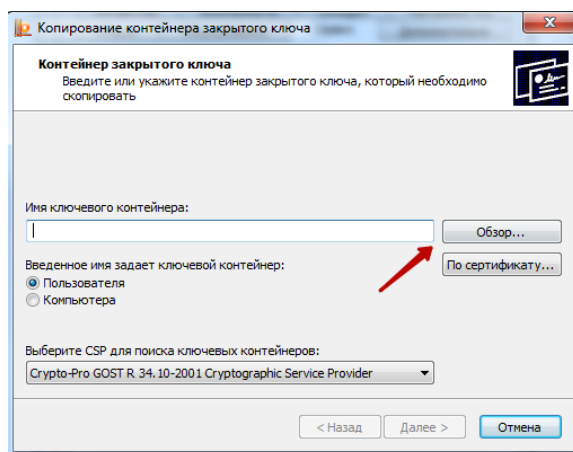 Копирование контейнера закрытого ключа
Контейнер закрытого ключа
Введите или укажите контейнер закрытого ключа, который необходимо
скопировать
Имя ключевого контейнера:
Обзор...
Введенное имя задает ключевой контейнер:
По сертификату...
Пользователя
Компьютера
Выберите CSP для поиска ключевых контейнеров:
Crypto-Pro GOST R 34.10-2001 Cryptographic Service Provider
< Назад
Далее >
Отмена